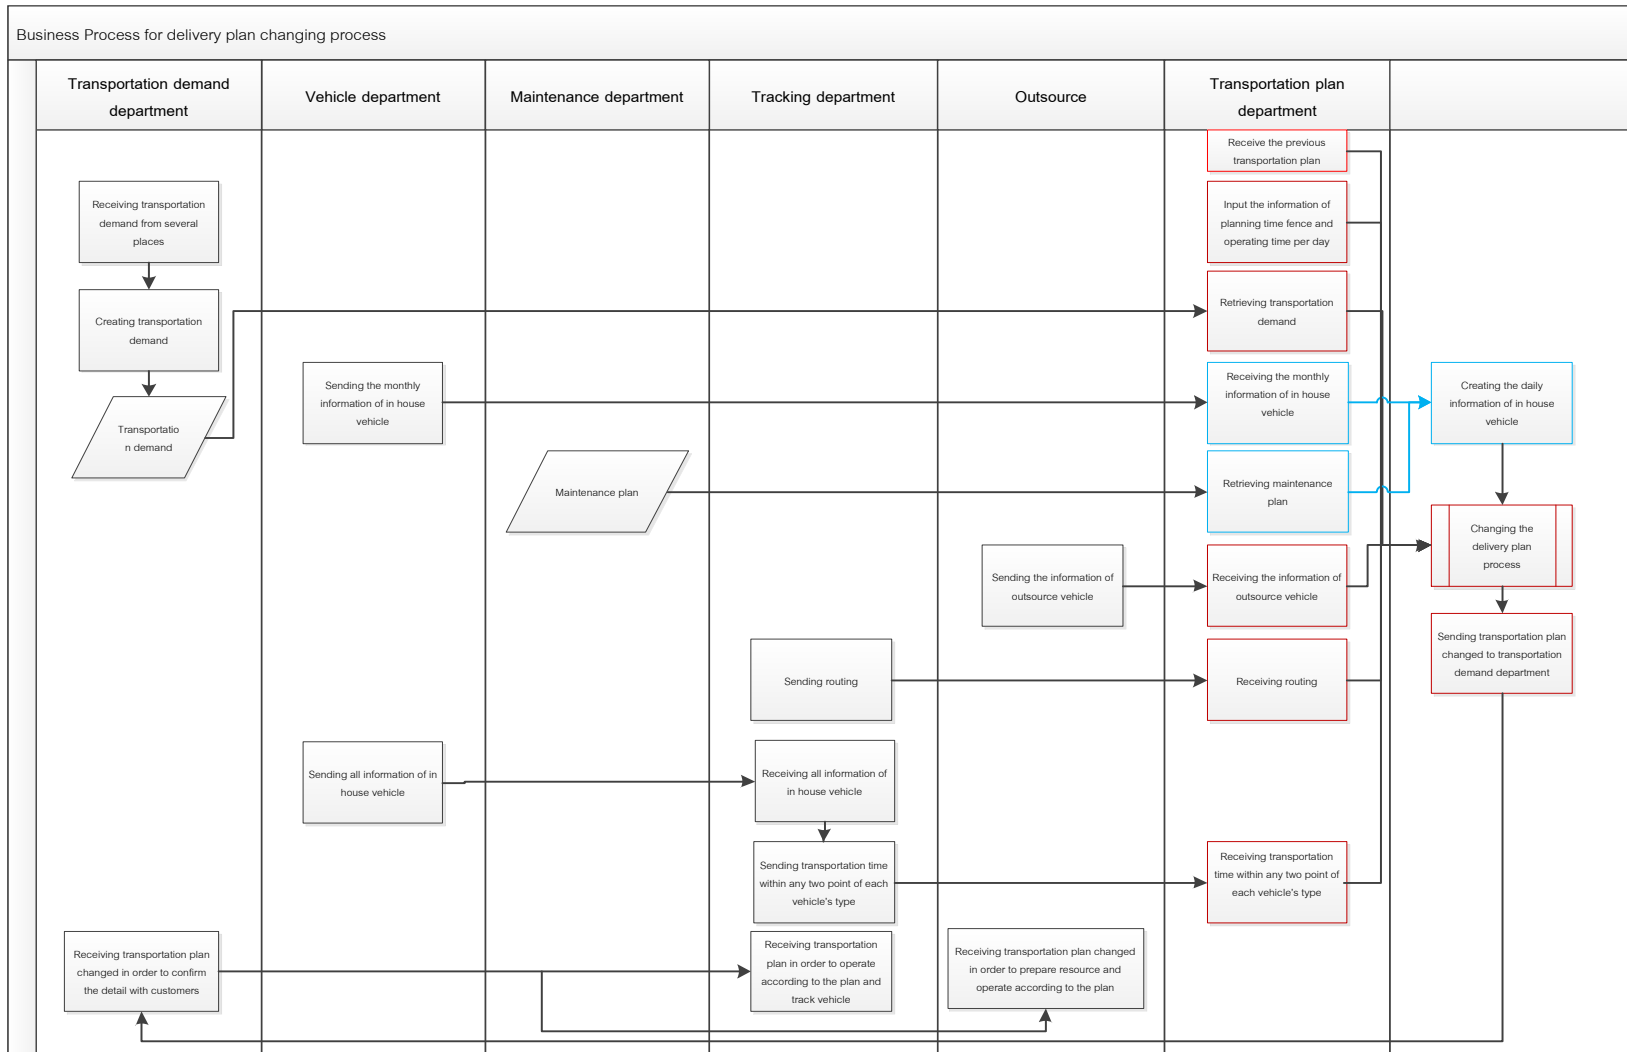 Business Process for delivery plan changing process
Transportation demand
department
Vehicle department
Maintenance department
Tracking department
Outsource
Transportation plan
department
Receive the previous
transportation plan
Receiving transportation
demand from several
places
Input the information of
planning time fence and
operating time per day
Creating transportation
demand
Retrieving transportation
demand
Transportatio
n demand
Sending the monthly
information of in house
vehicle
Receiving the monthly
information of in house
vehicle
Creating the daily
information of in house
vehicle
Maintenance plan
Retrieving maintenance
plan
Changing the
delivery plan
process
Sending the information of
outsource vehicle
Receiving the information of
outsource vehicle
Sending transportation plan
changed to transportation
demand department
Sending routing
Receiving routing
Sending all information of in
house vehicle
Receiving all information of
in house vehicle
Sending transportation time
within any two point of each
vehicle's type
Receiving transportation
time within any two point of
each vehicle's type
Receiving transportation plan
changed in order to confirm
the detail with customers
Receiving transportation
plan in order to operate
according to the plan and
track vehicle
Receiving transportation plan changed
in order to prepare resource and
operate according to the plan